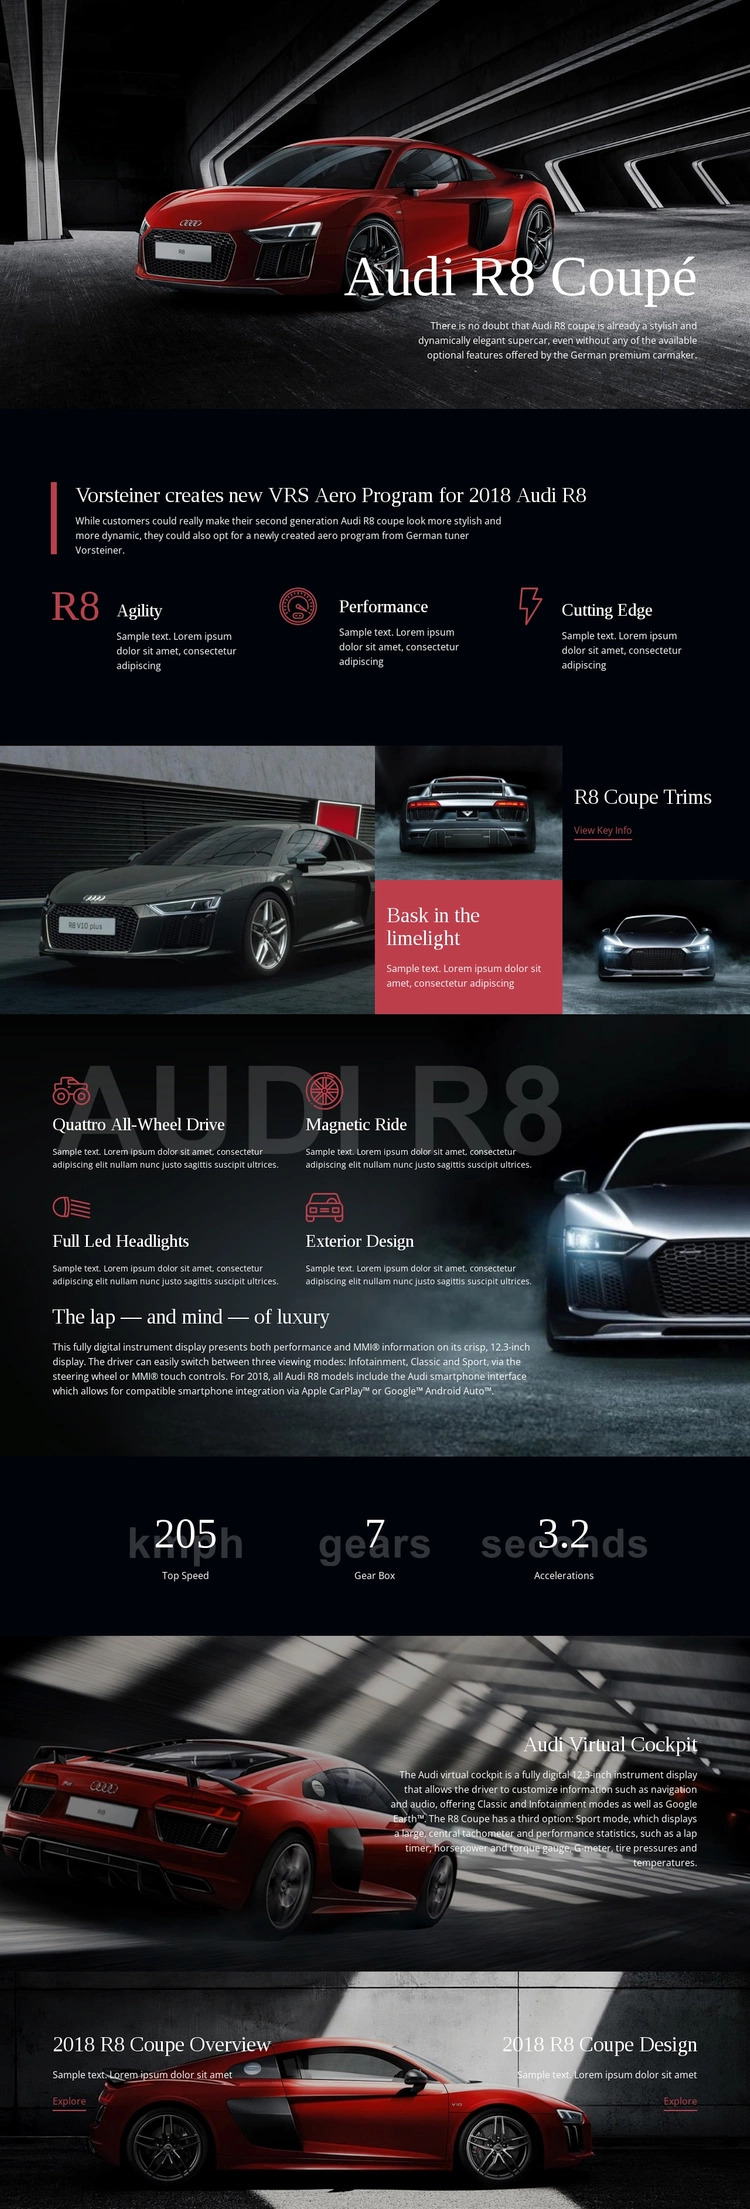 Audi R8 Coupé
There is no doubt that Audi R8 coupe is already a stylish and
dynamically elegant supercar, even without any of the available
optional features offered by the German premium carmaker.
R8
Vorsteiner creates new VRS Aero Program for 2018 Audi R8
While customers could really make their second generation Audi R8 coupe look more stylish and
more dynamic, they could also opt for a newly created aero program from German tuner
Vorsteiner.
R8
Agility
Sample text. Lorem ipsum
dolor sit amet, consectetur
adipiscing
Performance
Sample text. Lorem ipsum
dolor sit amet, consectetur
adipiscing
Cutting Edge
Sample text. Lorem ipsum
dolor sit amet, consectetur
adipiscing
R8 V10 plus
R8 Coupe Trims
View Key Info
Bask in the
limelight
Sample text. Lorem ipsum dolor sit
amet, consectetur adipiscing
AUDI R8
Quattro All-Wheel Drive
Sample text. Lorem ipsum dolor sit amet, consectetur
adipiscing elit nullam nunc justo sagittis suscipit ultrices.
Magnetic Ride
Sample text. Lorem ipsum dolor sit amet, consectetur
adipiscing elit nullam nunc justo sagittis suscipit ultrices.
Full Led Headlights
Sample text. Lorem ipsum dolor sit amet, consectetur
adipiscing elit nullam nunc justo sagittis suscipit ultrices.
Exterior Design
Sample text. Lorem ipsum dolor sit amet, consectetur
adipiscing elit nullam nunc justo sagittis suscipit ultrices.
The lap — and mind — of luxury
This fully digital instrument display presents both performance and MMI® information on its crisp, 12.3-inch
display. The driver can easily switch between three viewing modes: Infotainment, Classic and Sport, via the
steering wheel or MMI® touch controls. For 2018, all Audi R8 models include the Audi smartphone interface
which allows for compatible smartphone integration via Apple CarPlay™ or Google™ Android Auto™.
kmph
205
Top Speed
gears
7
Gear Box
seconds
3.2
Accelerations
Audi Virtual Cockpit
The Audi virtual cockpit is a fully digital 12.3-inch instrument display
that allows the driver to customize information such as navigation
and audio, offering Classic and Infotainment modes as well as Google
Earth™. The R8 Coupe has a third option: Sport mode, which displays
a large, central tachometer and performance statistics, such as a lap
timer, horsepower and torque gauge, G-meter, tire pressures and
temperatures.
2018 R8 Coupe Overview
Sample text. Lorem ipsum dolor sit amet
Explore
2018 R8 Coupe Design
Sample text. Lorem ipsum dolor sit amet
Explore
V10